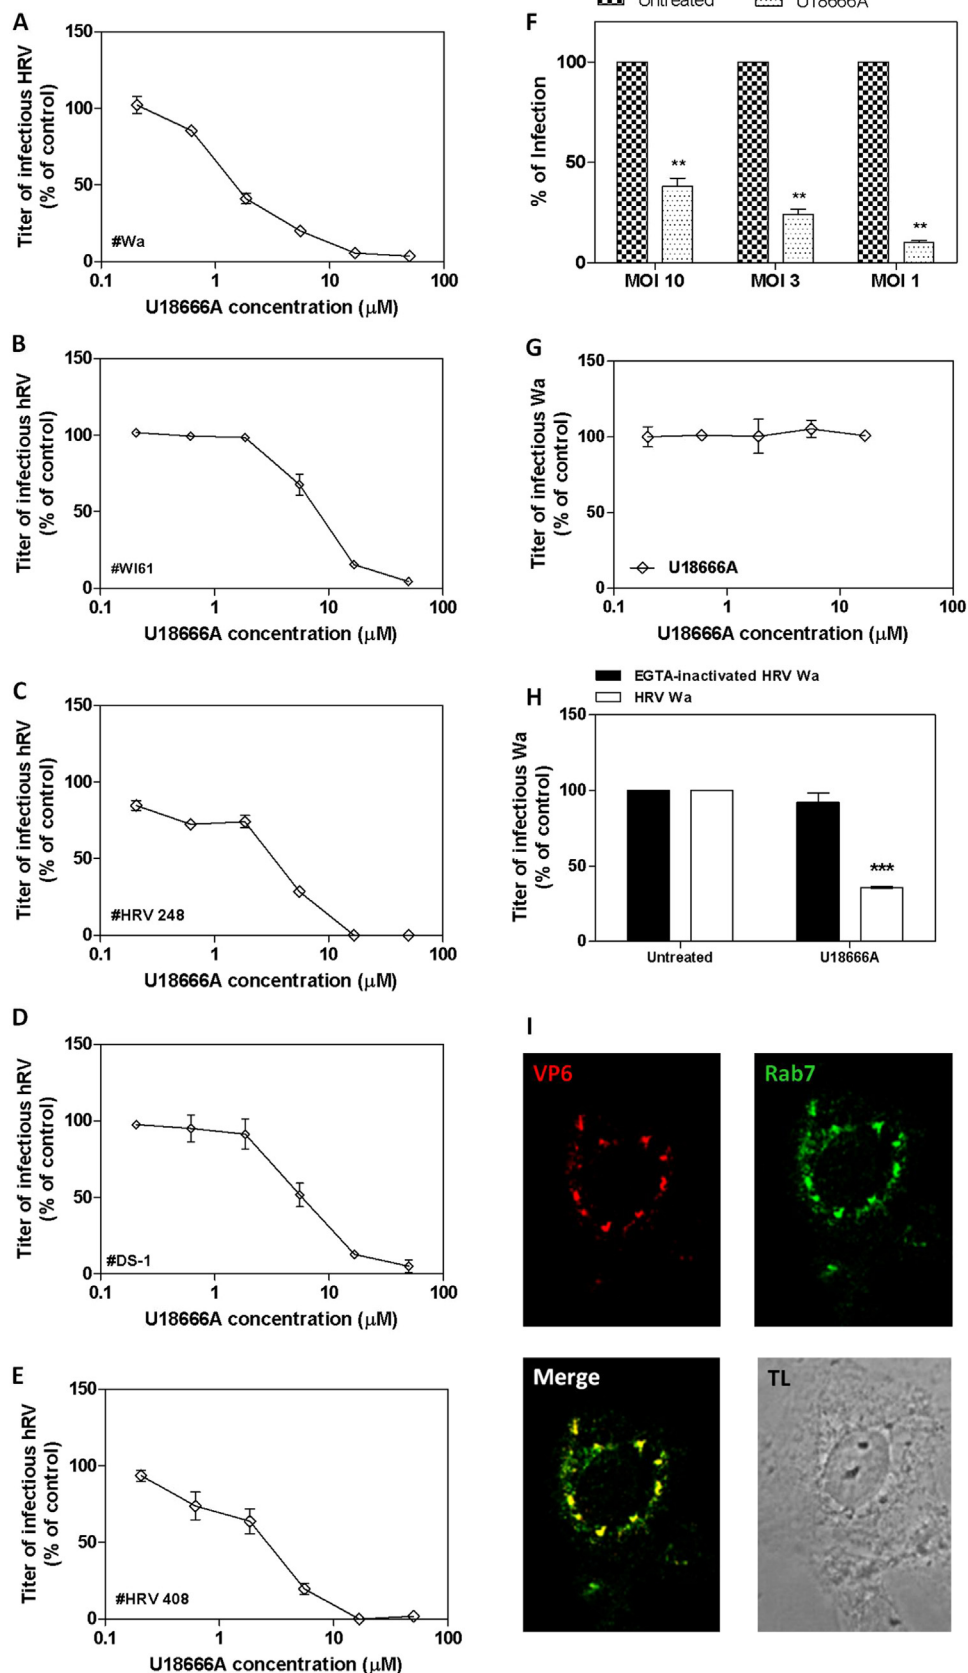 A
Titer of infectious HRV
(% of control)
150
100
50
0
#Wa
0.1 1 10 100
U18666A concentration (μM)
B
Titer of infectious hRV
(% of control)
150
100
50
0
#WI61
0.1 1 10 100
U18666A concentration (μM)
C
Titer of infectious hRV
(% of control)
150
100
50
0
#HRV 248
0.1 1 10 100
U18666A concentration (μM)
D
Titer of infectious hRV
(% of control)
150
100
50
0
#DS-1
0.1 1 10 100
U18666A concentration (μM)
E
Titer of infectious hRV
(% of control)
150
100
50
0
#HRV 408
0.1 1 10 100
U18666A concentration (μM)
Untreated U18666A
F
% of Infection
100
50
0
** ** **
MOI 10 MOI 3 MOI 1
G
Titer of infectious Wa
(% of control)
150
100
50
0
U18666A
0.1 1 10 100
U18666A concentration (μM)
EGTA-inactivated HRV Wa
HRV Wa
H
Titer of infectious Wa
(% of control)
150
100
50
0
***
Untreated U18666A
I
VP6 Rab7
Merge TL